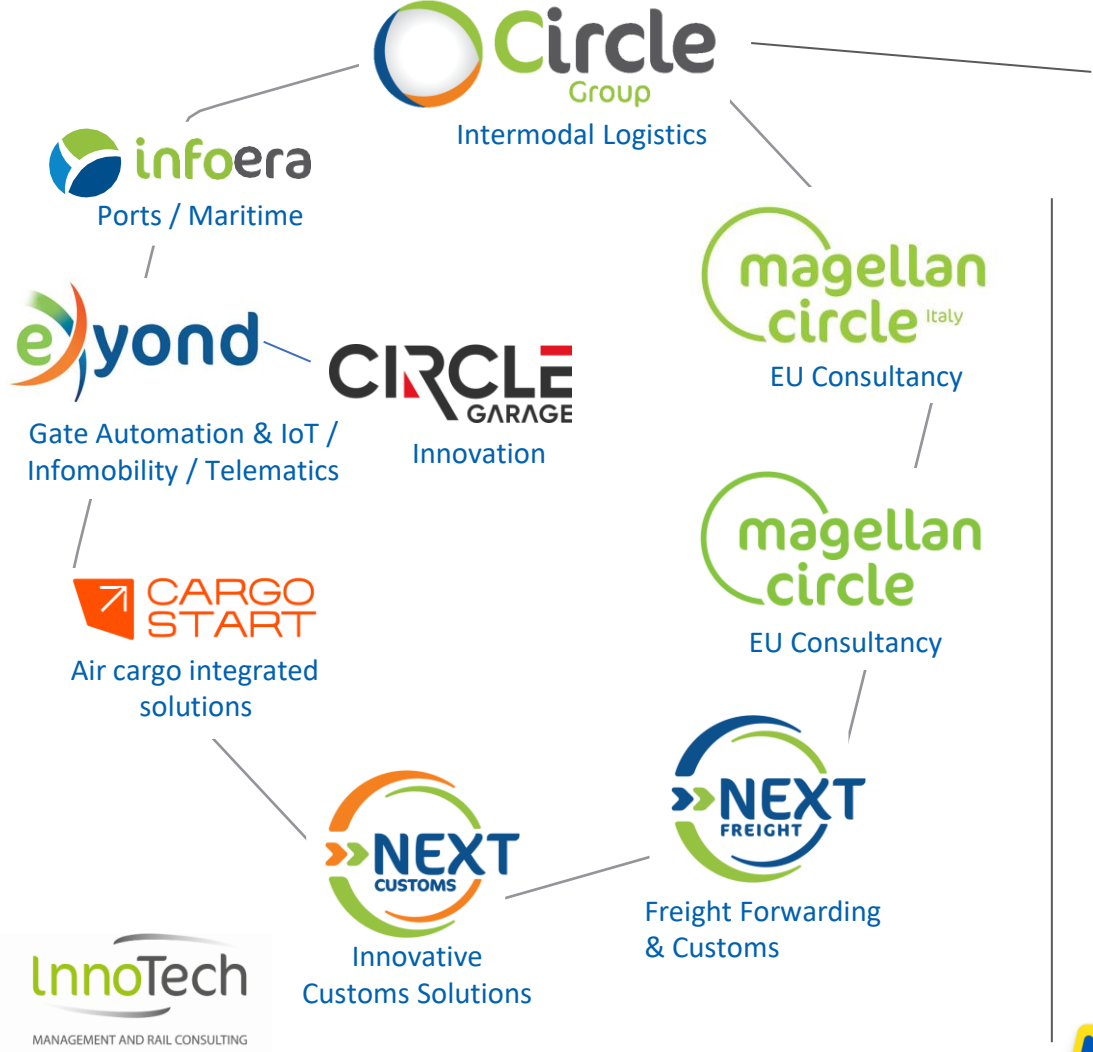 Circle
Group
Intermodal Logistics
infoera
Ports / Maritime
magellan
circle Italy
EU Consultancy
eyond
CIRCLE
GARAGE
Gate Automation & IoT /
Infomobility / Telematics
Innovation
magellan
circle
EU Consultancy
CARGO
START
Air cargo integrated
solutions
NEXT
FREIGHT
Freight Forwarding
& Customs
NEXT
CUSTOMS
Innovative
Customs Solutions
InnoTech
MANAGEMENT AND RAIL CONSULTING